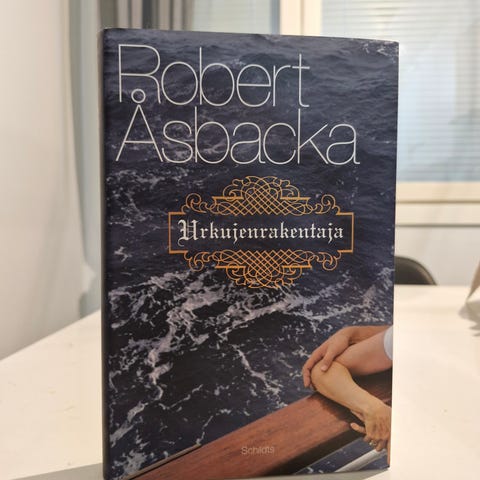 Robert
Åsbacka
Urkujenrakentaja
Schildts